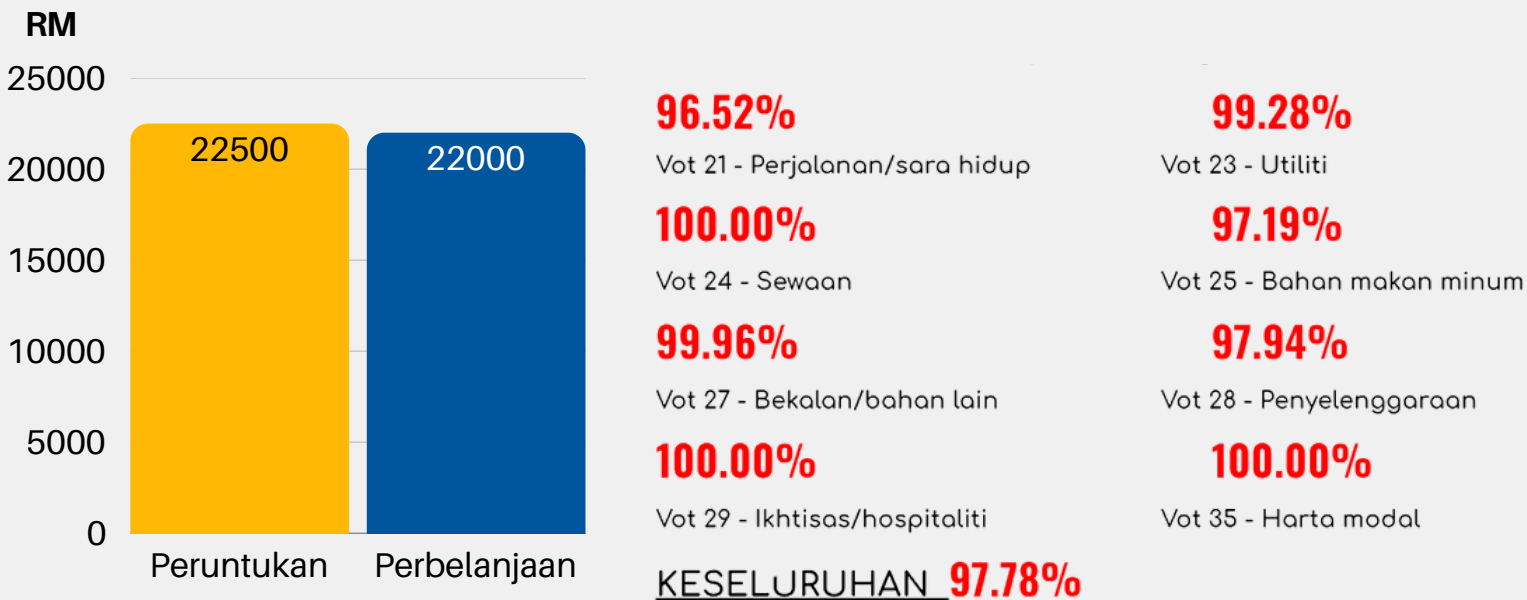 RM
25000
20000
15000
10000
5000
0
22500
22000
Peruntukan
Perbelanjaan
96.52%
Vot 21 - Perjalanan/sara hidup
99.28%
Vot 23 - Utiliti
100.00%
Vot 24 - Sewaan
97.19%
Vot 25 - Bahan makan minum
99.96%
Vot 27 - Bekalan/bahan lain
97.94%
Vot 28 - Penyelenggaraan
100.00%
Vot 29 - Ikhtisas/hospitaliti
100.00%
Vot 35 - Harta modal
KESELURUHAN 97.78%